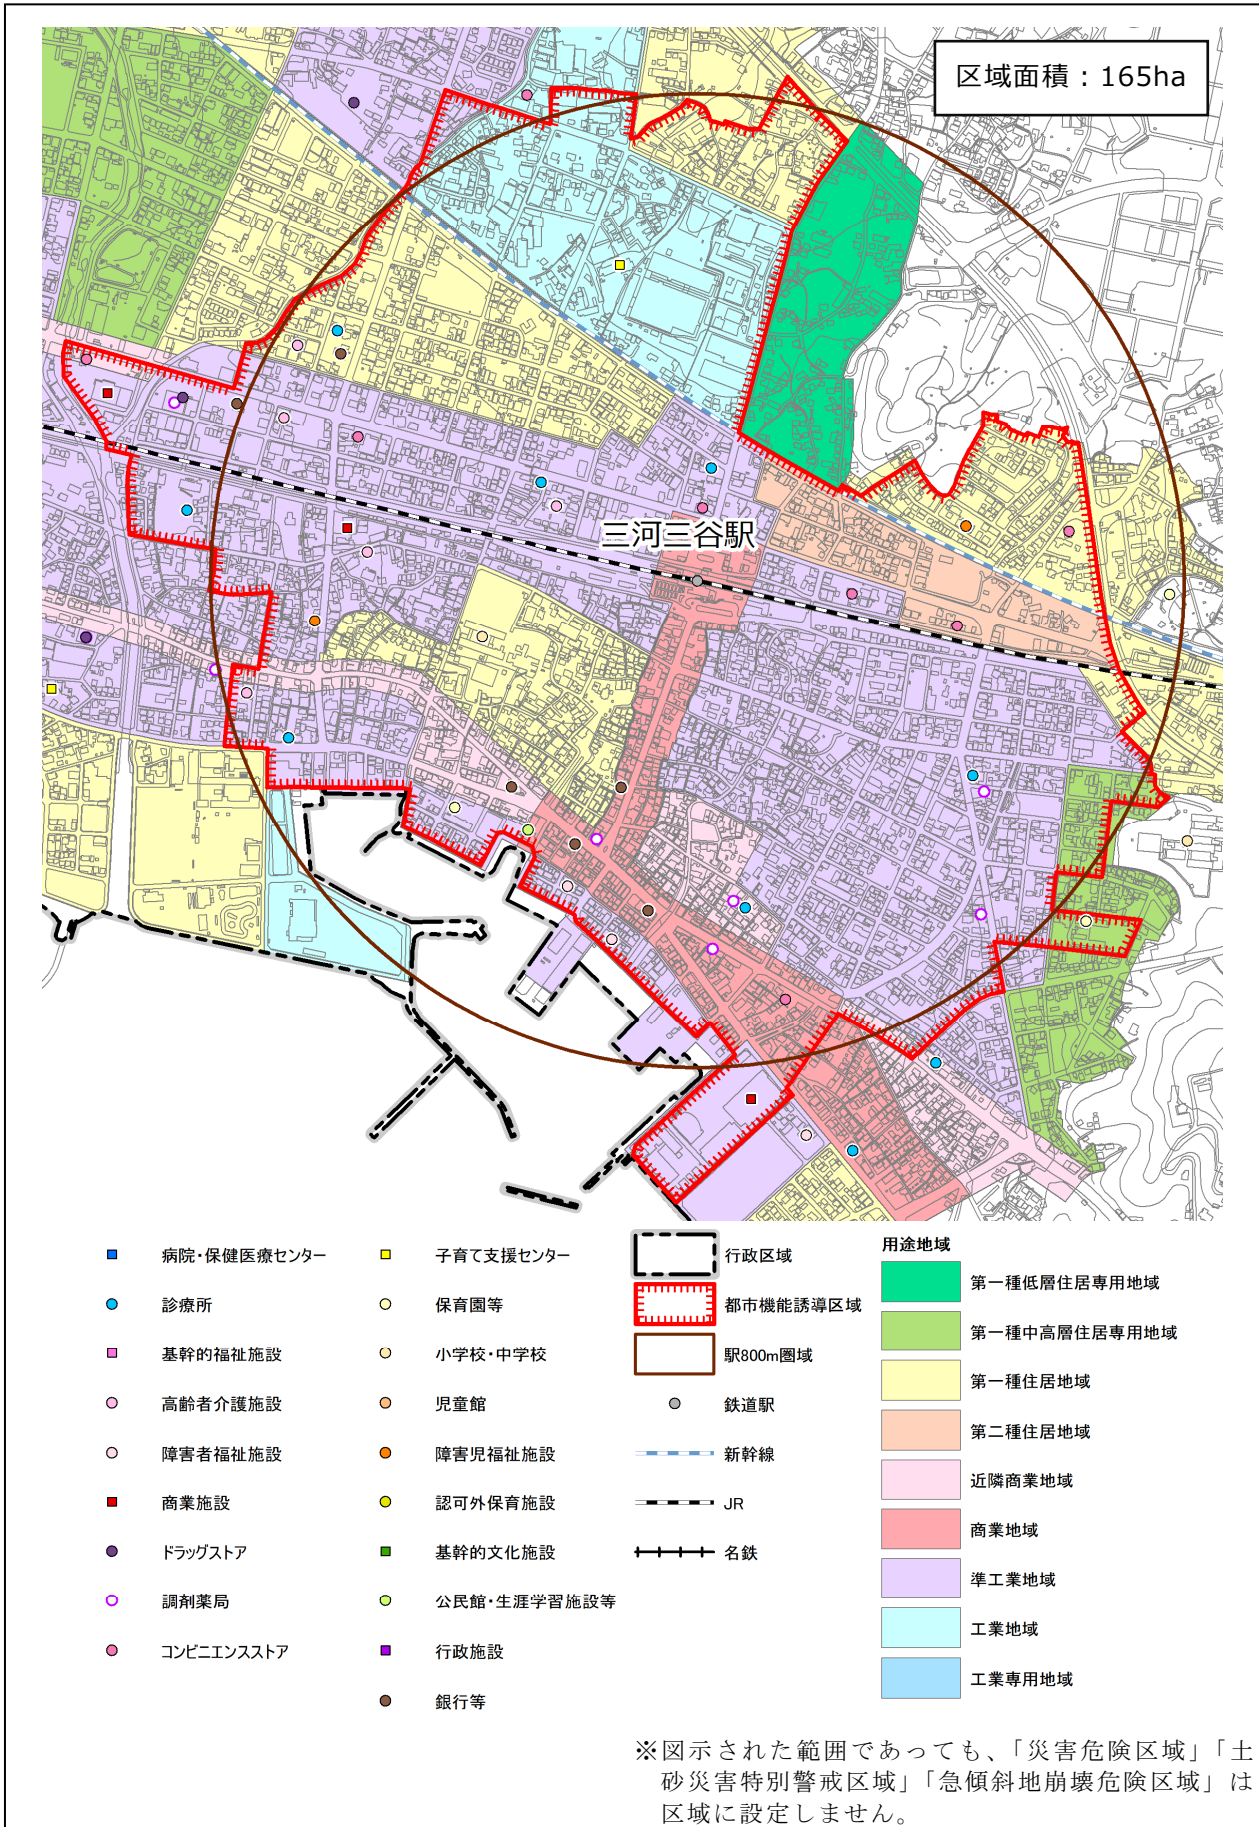 区域面積：165ha
三河三谷駅
病院・保健医療センター
診療所
基幹的福祉施設
高齢者介護施設
障害者福祉施設
商業施設
ドラッグストア
調剤薬局
コンビニエンスストア
子育て支援センター
保育園等
小学校・中学校
児童館
障害児福祉施設
認可外保育施設
基幹的文化施設
公民館・生涯学習施設等
行政施設
銀行等
行政区域
都市機能誘導区域
駅800m圏域
鉄道駅
新幹線
JR
名鉄
用途地域
第一種低層住居専用地域
第一種中高層住居専用地域
第一種住居地域
第二種住居地域
近隣商業地域
商業地域
準工業地域
工業地域
工業専用地域
※図示された範囲であっても、「災害危険区域」「土
砂災害特別警戒区域」「急傾斜地崩壊危険区域」は
区域に設定しません。